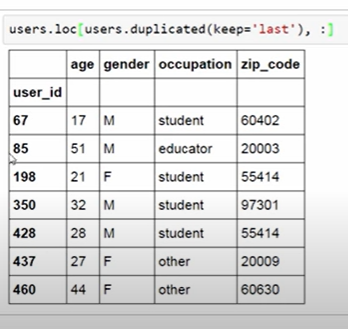 users.loc[users.duplicated(keep='last'), :]
age gender occupation zip_code
user_id
67 17 M student 60402
85 51 M educator 20003
198 21 F student 55414
350 32 M student 97301
428 28 M student 55414
437 27 F other 20009
460 44 F other 60630